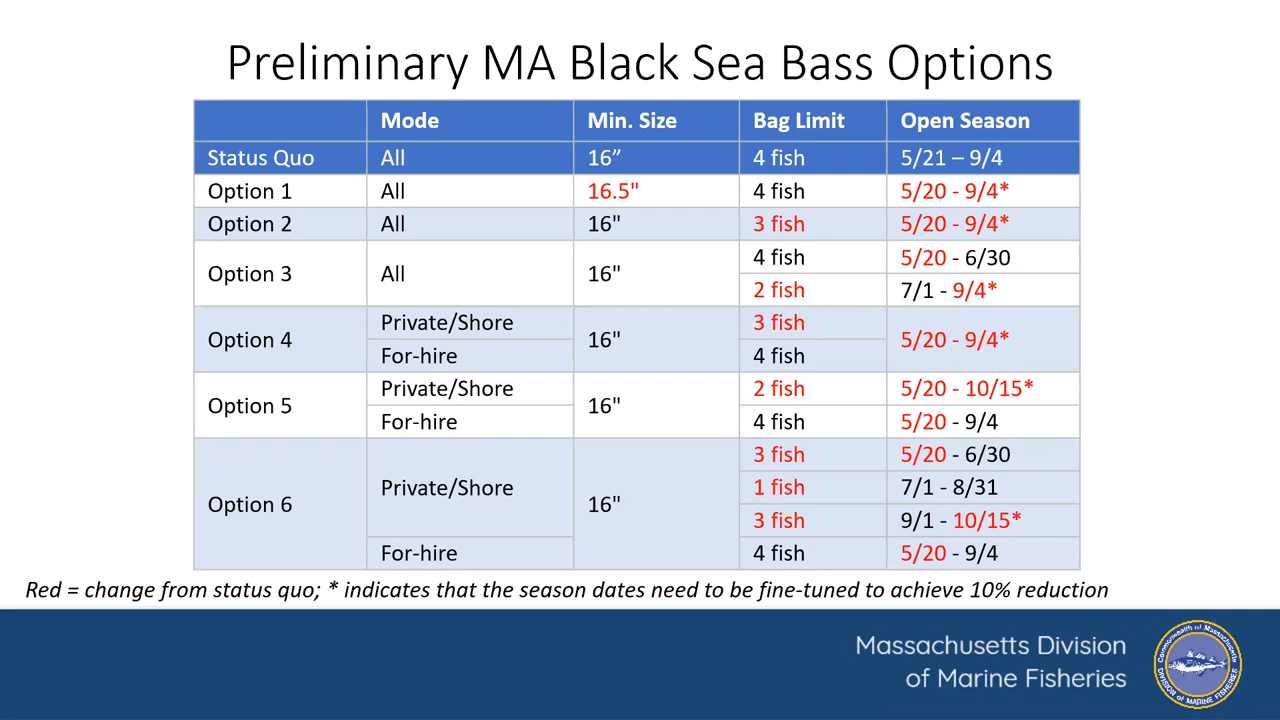 Preliminary MA Black Sea Bass Options
Mode Min. Size Bag Limit Open Season
Status Quo All 16” 4 fish 5/21 – 9/4
Option 1 All 16.5" 4 fish 5/20 - 9/4*
Option 2 All 16" 3 fish 5/20 - 9/4*
Option 3 All 16" 4 fish 5/20 - 6/30
2 fish 7/1 - 9/4*
Option 4 Private/Shore 16" 3 fish 5/20 - 9/4*
For-hire 4 fish
Option 5 Private/Shore 16" 2 fish 5/20 - 10/15*
For-hire 4 fish 5/20 - 9/4
Option 6 Private/Shore 16" 3 fish 5/20 - 6/30
1 fish 7/1 - 8/31
3 fish 9/1 - 10/15*
For-hire 4 fish 5/20 - 9/4
Red = change from status quo; * indicates that the season dates need to be fine-tuned to achieve 10% reduction
Massachusetts Division
of Marine Fisheries
Commonwealth of Massachusetts
DIVISION of MARINE FISHERIES